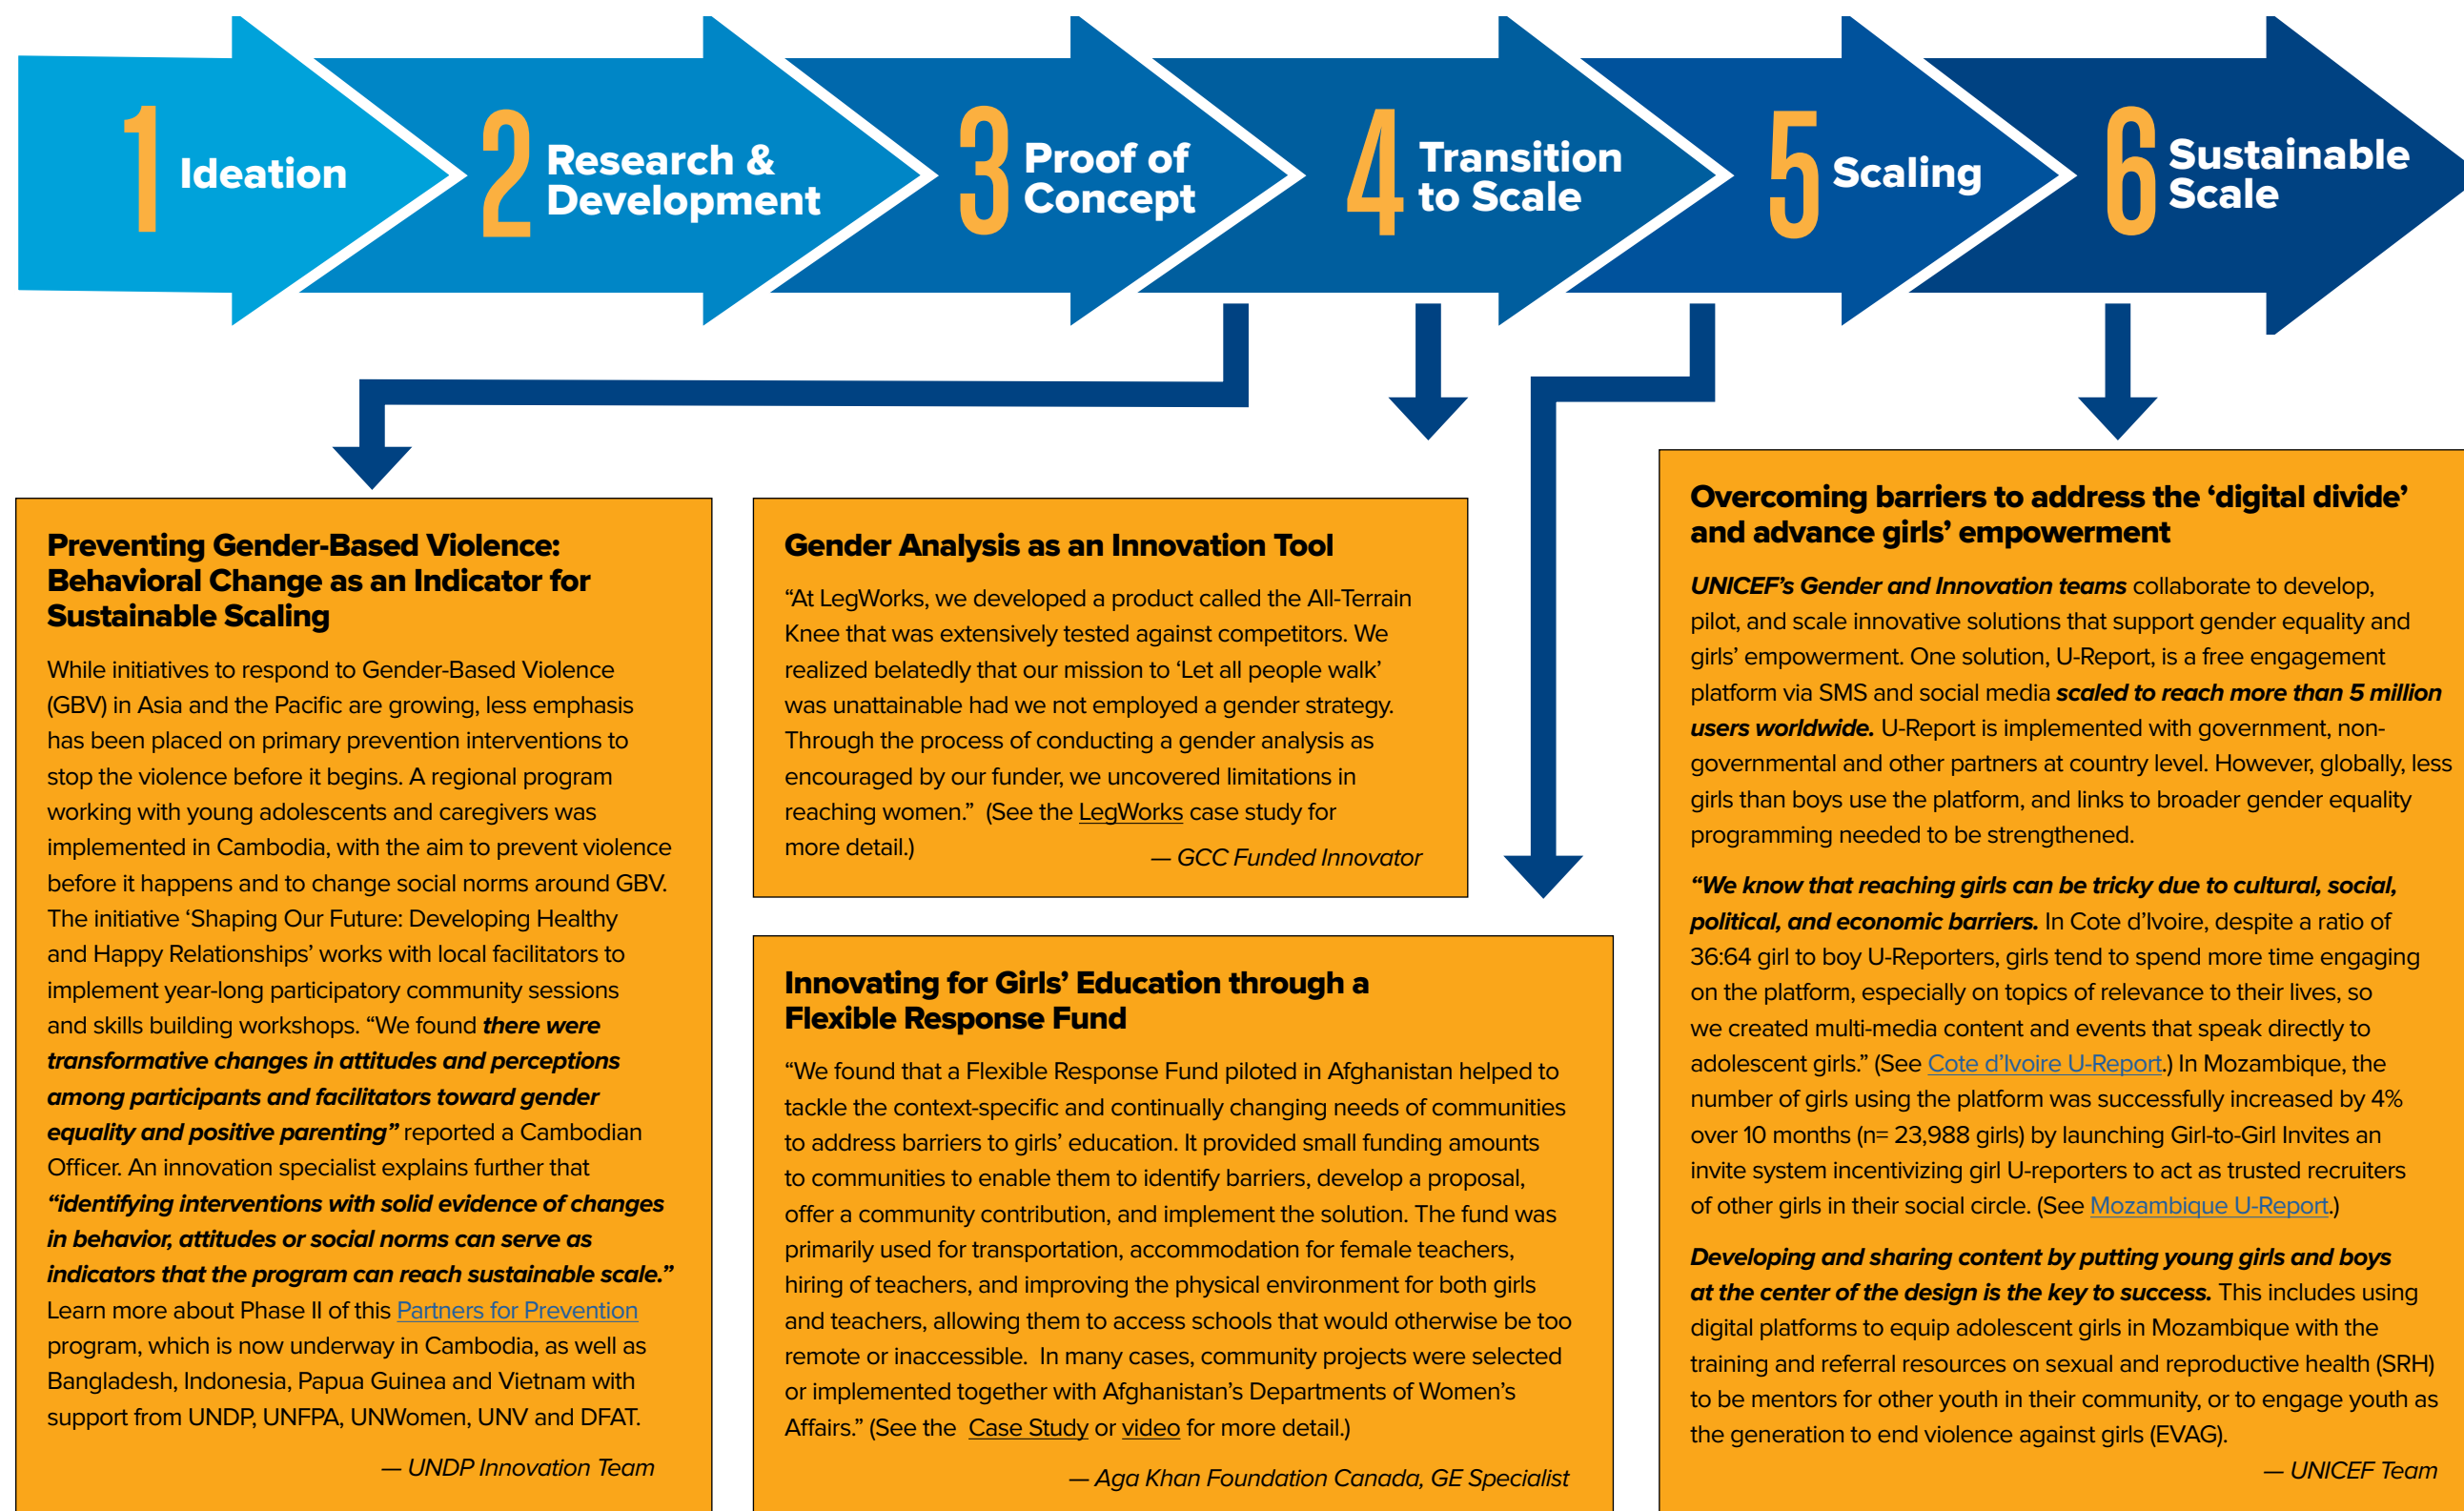 1 Ideation
2 Research &
Development
3 Proof of
Concept
4 Transition
to Scale
5 Scaling
6 Sustainable
Scale
Preventing Gender-Based Violence:
Behavioral Change as an Indicator for
Sustainable Scaling
While initiatives to respond to Gender-Based Violence
(GBV) in Asia and the Pacific are growing, less emphasis
has been placed on primary prevention interventions to
stop the violence before it begins. A regional program
working with young adolescents and caregivers was
implemented in Cambodia, with the aim to prevent violence
before it happens and to change social norms around GBV.
The initiative ‘Shaping Our Future: Developing Healthy
and Happy Relationships’ works with local facilitators to
implement year-long participatory community sessions
and skills building workshops. “We found there were
transformative changes in attitudes and perceptions
among participants and facilitators toward gender
equality and positive parenting” reported a Cambodian
Officer. An innovation specialist explains further that
“identifying interventions with solid evidence of changes
in behavior, attitudes or social norms can serve as
indicators that the program can reach sustainable scale.”
Learn more about Phase II of this Partners for Prevention
program, which is now underway in Cambodia, as well as
Bangladesh, Indonesia, Papua Guinea and Vietnam with
support from UNDP, UNFPA, UNWomen, UNV and DFAT.
— UNDP Innovation Team
Gender Analysis as an Innovation Tool
“At LegWorks, we developed a product called the All-Terrain
Knee that was extensively tested against competitors. We
realized belatedly that our mission to ‘Let all people walk’
was unattainable had we not employed a gender strategy.
Through the process of conducting a gender analysis as
encouraged by our funder, we uncovered limitations in
reaching women.” (See the LegWorks case study for
more detail.)
— GCC Funded Innovator
Innovating for Girls’ Education through a
Flexible Response Fund
“We found that a Flexible Response Fund piloted in Afghanistan helped to
tackle the context-specific and continually changing needs of communities
to address barriers to girls’ education. It provided small funding amounts
to communities to enable them to identify barriers, develop a proposal,
offer a community contribution, and implement the solution. The fund was
primarily used for transportation, accommodation for female teachers,
hiring of teachers, and improving the physical environment for both girls
and teachers, allowing them to access schools that would otherwise be too
remote or inaccessible. In many cases, community projects were selected
or implemented together with Afghanistan’s Departments of Women’s
Affairs.” (See the Case Study or video for more detail.)
— Aga Khan Foundation Canada, GE Specialist
Overcoming barriers to address the ‘digital divide’
and advance girls’ empowerment
UNICEF’s Gender and Innovation teams collaborate to develop,
pilot, and scale innovative solutions that support gender equality and
girls’ empowerment. One solution, U-Report, is a free engagement
platform via SMS and social media scaled to reach more than 5 million
users worldwide. U-Report is implemented with government, non-
governmental and other partners at country level. However, globally, less
girls than boys use the platform, and links to broader gender equality
programming needed to be strengthened.
“We know that reaching girls can be tricky due to cultural, social,
political, and economic barriers. In Cote d’Ivoire, despite a ratio of
36:64 girl to boy U-Reporters, girls tend to spend more time engaging
on the platform, especially on topics of relevance to their lives, so
we created multi-media content and events that speak directly to
adolescent girls.” (See Cote d’Ivoire U-Report.) In Mozambique, the
number of girls using the platform was successfully increased by 4%
over 10 months (n= 23,988 girls) by launching Girl-to-Girl Invites an
invite system incentivizing girl U-reporters to act as trusted recruiters
of other girls in their social circle. (See Mozambique U-Report.)
Developing and sharing content by putting young girls and boys
at the center of the design is the key to success. This includes using
digital platforms to equip adolescent girls in Mozambique with the
training and referral resources on sexual and reproductive health (SRH)
to be mentors for other youth in their community, or to engage youth as
the generation to end violence against girls (EVAG).
— UNICEF Team